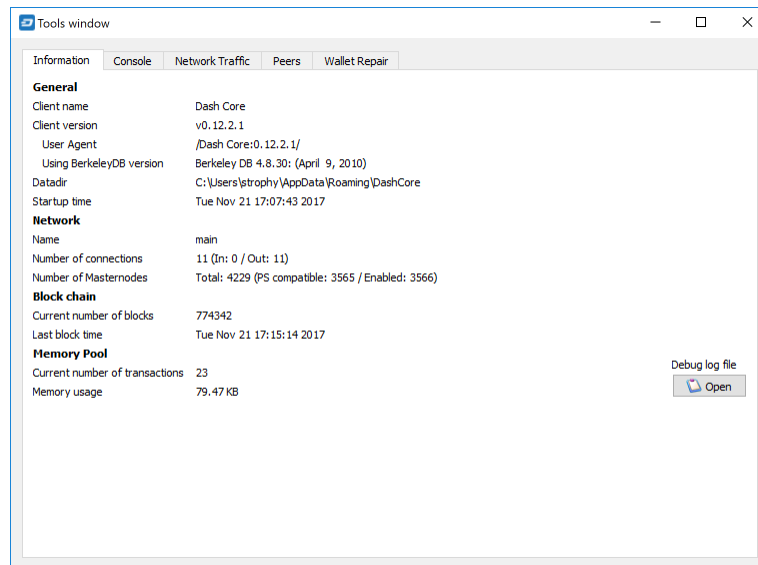 Tools window
Information Console Network Traffic Peers Wallet Repair
General
Client name Dash Core
Client version v0.12.2.1
User Agent /Dash Core:0.12.2.1/
Using BerkeleyDB version Berkeley DB 4.8.30: (April  9, 2010)
Datadir C:\Users\strophy\AppData\Roaming\DashCore
Startup time Tue Nov 21 17:07:43 2017
Network
Name main
Number of connections 11 (In: 0 / Out: 11)
Number of Masternodes Total: 4229 (PS compatible: 3565 / Enabled: 3566)
Block chain
Current number of blocks 774342
Last block time Tue Nov 21 17:15:14 2017
Memory Pool
Current number of transactions 23
Memory usage 79.47 KB
Debug log file
Open